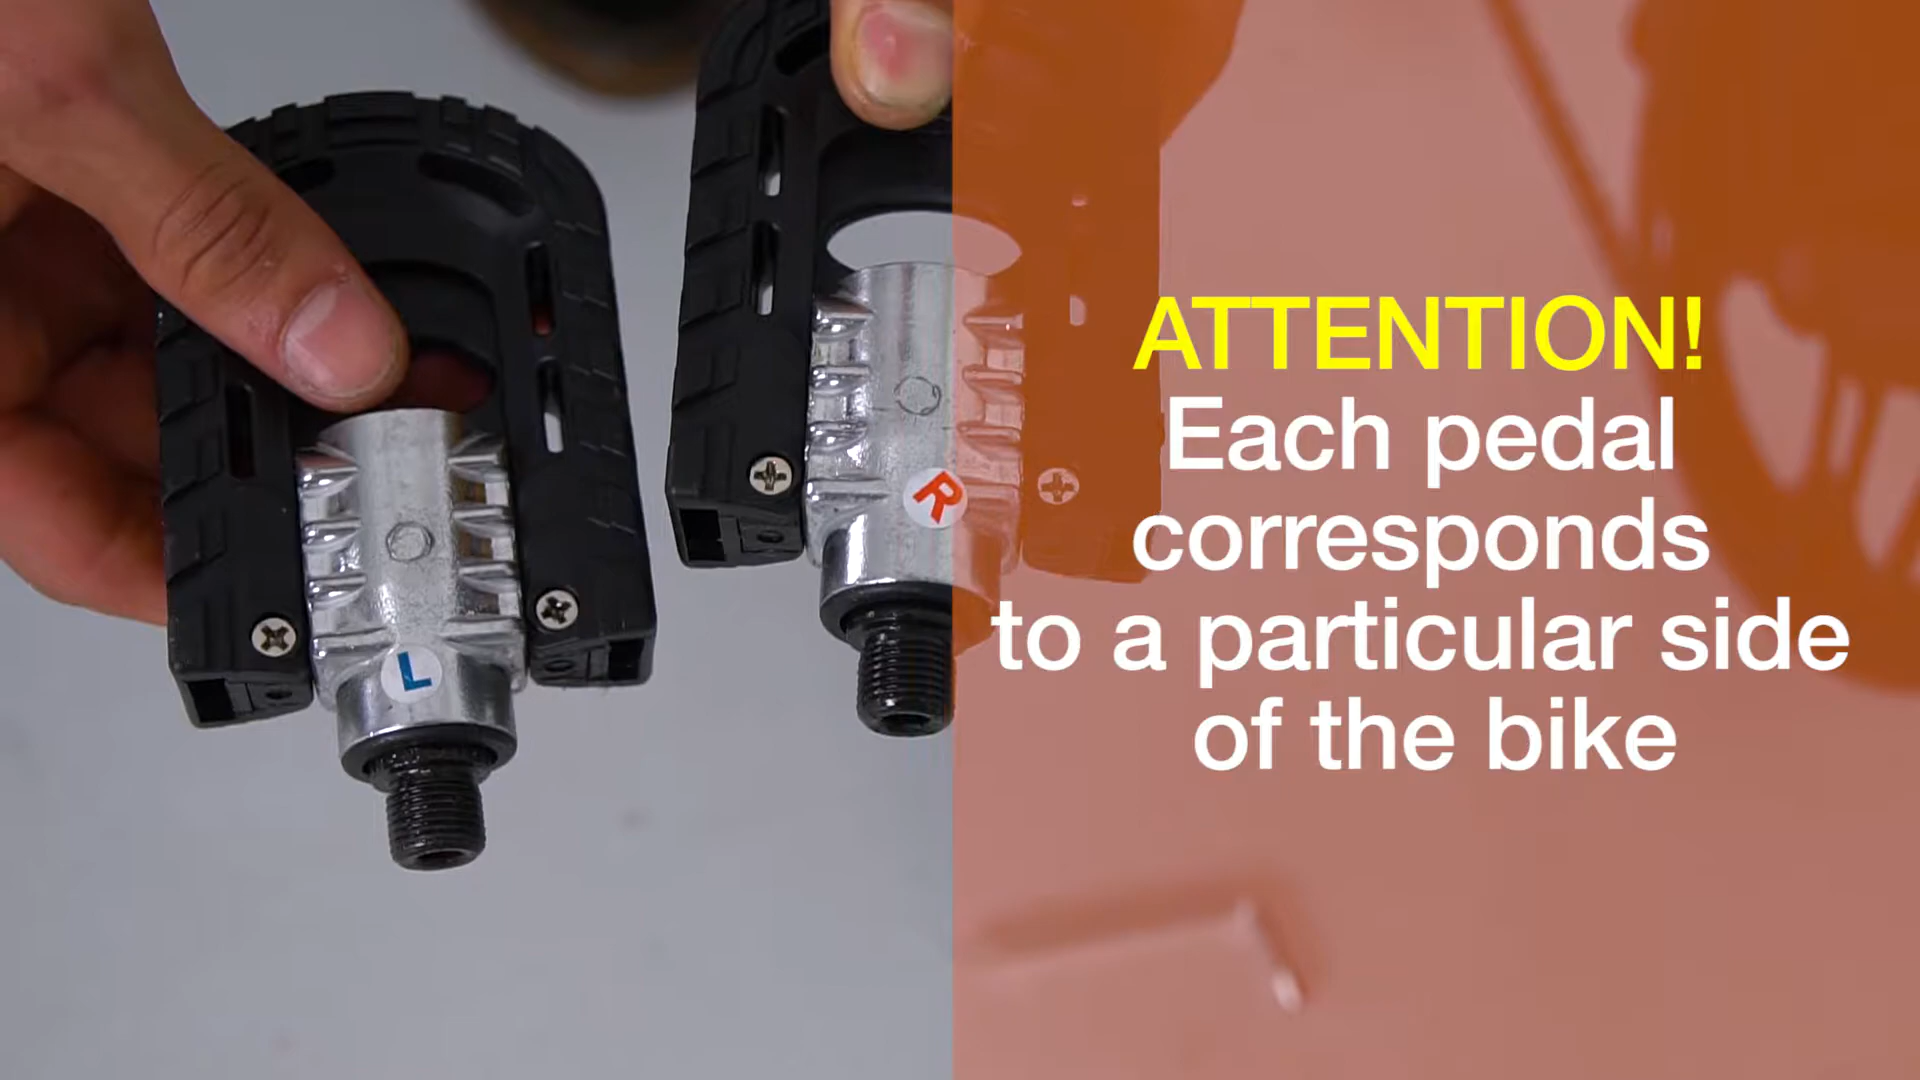 ATTENTION!
Each pedal
corresponds
to a particular side
of the bike
R
L